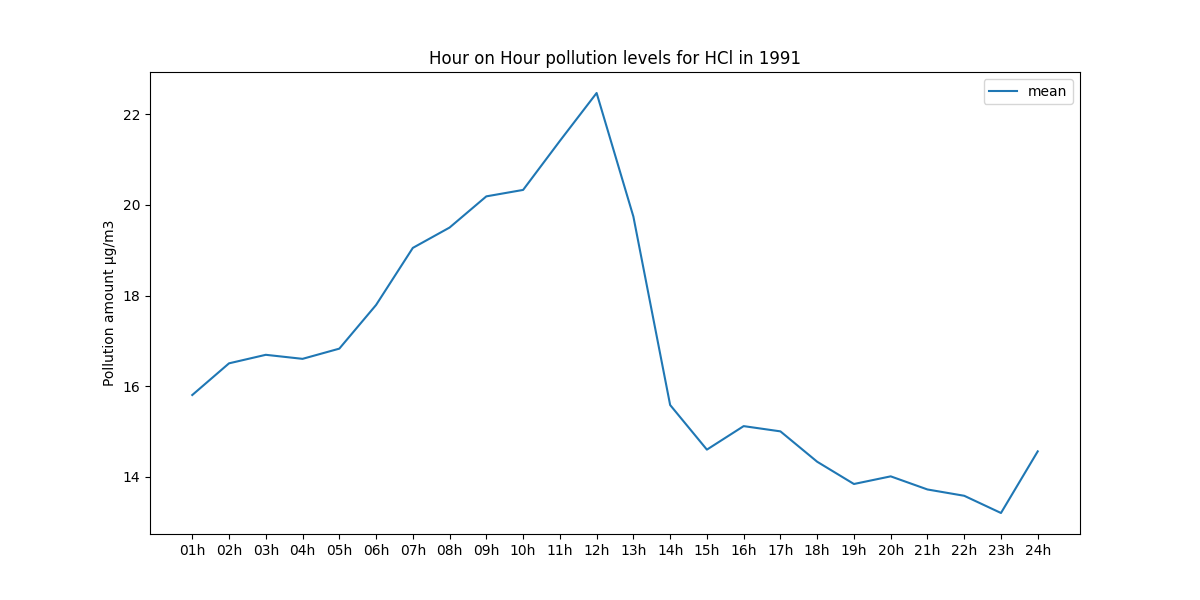 Hour on Hour pollution levels for HCl in 1991
mean
Pollution amount µg/m3
22
20
18
16
14
01h 02h 03h 04h 05h 06h 07h 08h 09h 10h 11h 12h 13h 14h 15h 16h 17h 18h 19h 20h 21h 22h 23h 24h